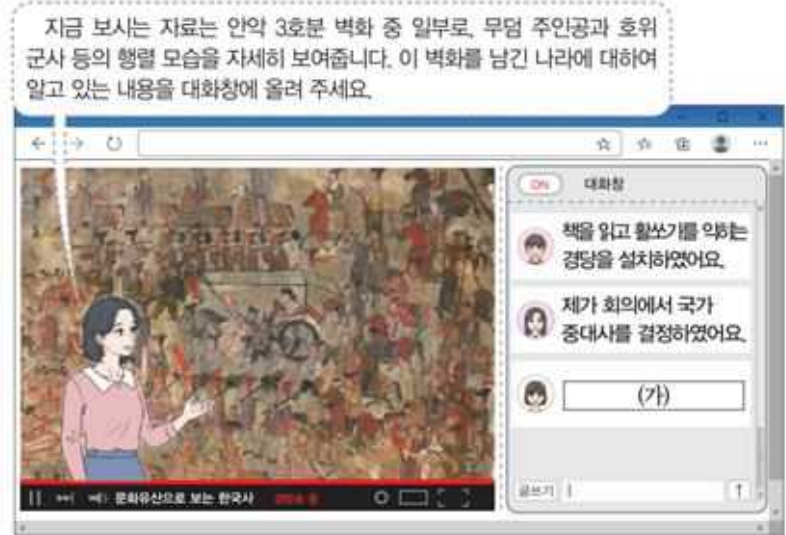 지금 보시는 자료는 안악 3호분 벽화 중 일부로, 무덤 주인공과 호위
군사 등의 행렬 모습을 자세히 보여줍니다. 이 벽화를 남긴 나라에 대하여
알고 있는 내용을 대화창에 올려 주세요.
ON 대화창
책을 읽고 활쏘기를 익히는
경당을 설치하였어요.
제가 회의에서 국가
중대사를 결정하였어요.
(가)
문화유산으로 보는 한국사
글쓰기